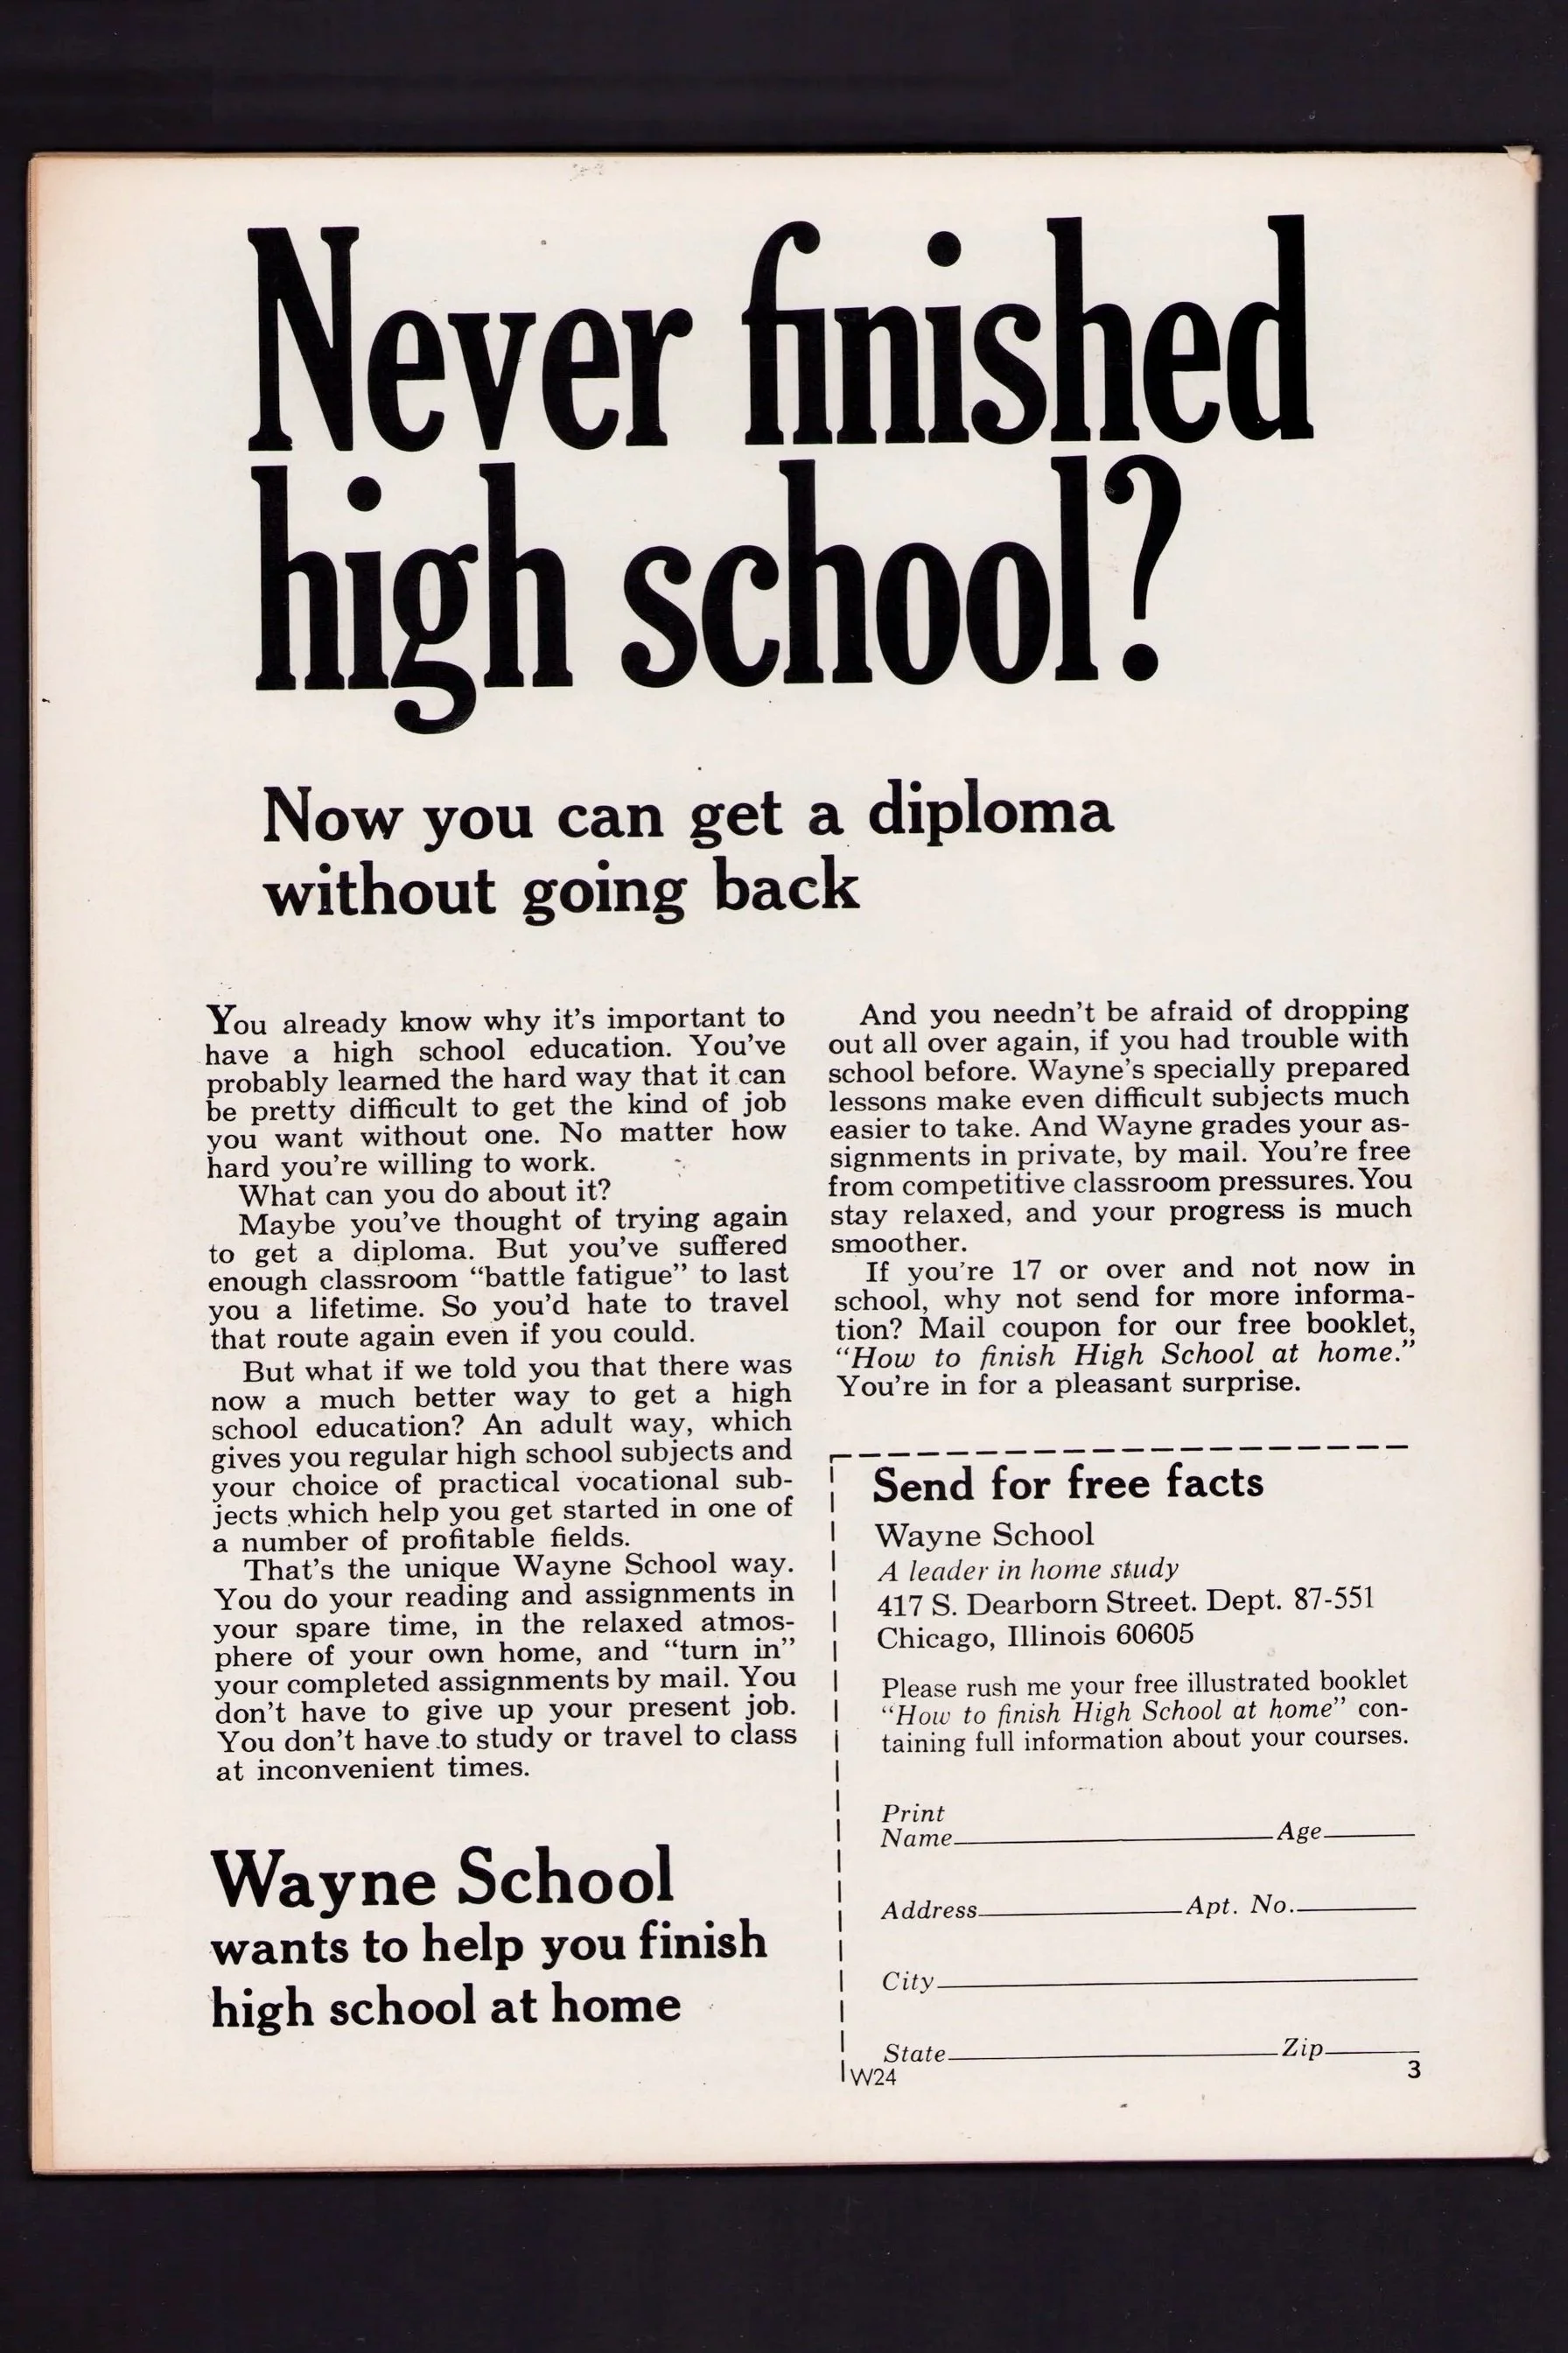 Never finished
high school?
Now you can get a diploma
without going back
You already know why it's important to
have a high school education. You've
probably learned the hard way that it can
be pretty difficult to get the kind of job
you want without one. No matter how
hard you're willing to work.
What can you do about it?
Maybe you've thought of trying again
to get a diploma. But you've suffered
enough classroom “battle fatigue” to last
you a lifetime. So you'd hate to travel
that route again even if you could.
But what if we told you that there was
now a much better way to get a high
school education? An adult way, which
gives you regular high school subjects and
your choice of practical vocational sub-
jects which help you get started in one of
a number of profitable fields.
That's the unique Wayne School way.
You do your reading and assignments in
your spare time, in the relaxed atmos-
phere of your own home, and “turn in”
your completed assignments by mail. You
don't have to give up your present job.
You don't have to study or travel to class
at inconvenient times.
Wayne School
wants to help you finish
high school at home
And you needn't be afraid of dropping
out all over again, if you had trouble with
school before. Wayne's specially prepared
lessons make even difficult subjects much
easier to take. And Wayne grades your as-
signments in private, by mail. You're free
from competitive classroom pressures. You
stay relaxed, and your progress is much
smoother.
If you're 17 or over and not now in
school, why not send for more informa-
tion? Mail coupon for our free booklet,
“How to finish High School at home.”
You're in for a pleasant surprise.
Send for free facts
Wayne School
A leader in home study
417 S. Dearborn Street. Dept. 87-551
Chicago, Illinois 60605
Please rush me your free illustrated booklet
“How to finish High School at home” con-
taining full information about your courses.
Print
Name Age
Address Apt. No.
City
State Zip
W24 3